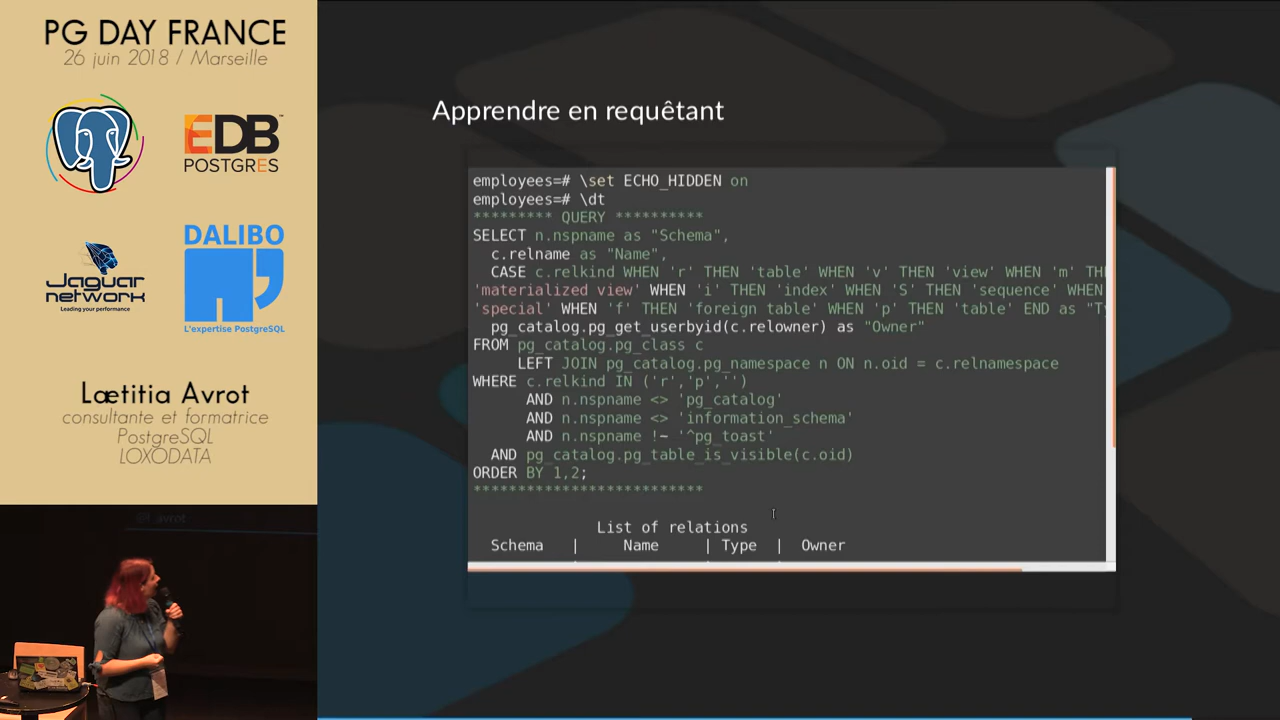 PG DAY FRANCE
26 juin 2018 / Marseille
EDB™
POSTGRES
Jaguar
network
Leading your performance
DALIBO
L'expertise PostgreSQL
Lætitia Avrot
consultante et formatrice
PostgreSQL
LOXODATA
avrot
Apprendre en requêtant
employees=# \set ECHO_HIDDEN on
employees=# \dt
********* QUERY **********
SELECT n.nspname as "Schema",
  c.relname as "Name",
  CASE c.relkind WHEN 'r' THEN 'table' WHEN 'v' THEN 'view' WHEN 'm' TH
'materialized view' WHEN 'i' THEN 'index' WHEN 'S' THEN 'sequence' WHEN
'special' WHEN 'f' THEN 'foreign table' WHEN 'p' THEN 'table' END as "T
  pg_catalog.pg_get_userbyid(c.relowner) as "Owner"
FROM pg_catalog.pg_class c
     LEFT JOIN pg_catalog.pg_namespace n ON n.oid = c.relnamespace
WHERE c.relkind IN ('r','p','')
      AND n.nspname <> 'pg_catalog'
      AND n.nspname <> 'information_schema'
      AND n.nspname !~ '^pg_toast'
  AND pg_catalog.pg_table_is_visible(c.oid)
ORDER BY 1,2;
**************************
List of relations
Schema | Name | Type | Owner